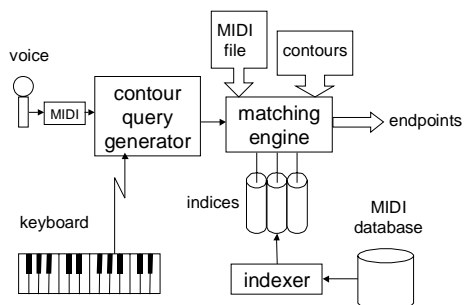 voice
MIDI
contour
query
generator
MIDI
file
contours
matching
engine
endpoints
keyboard
indices
MIDI
database
indexer